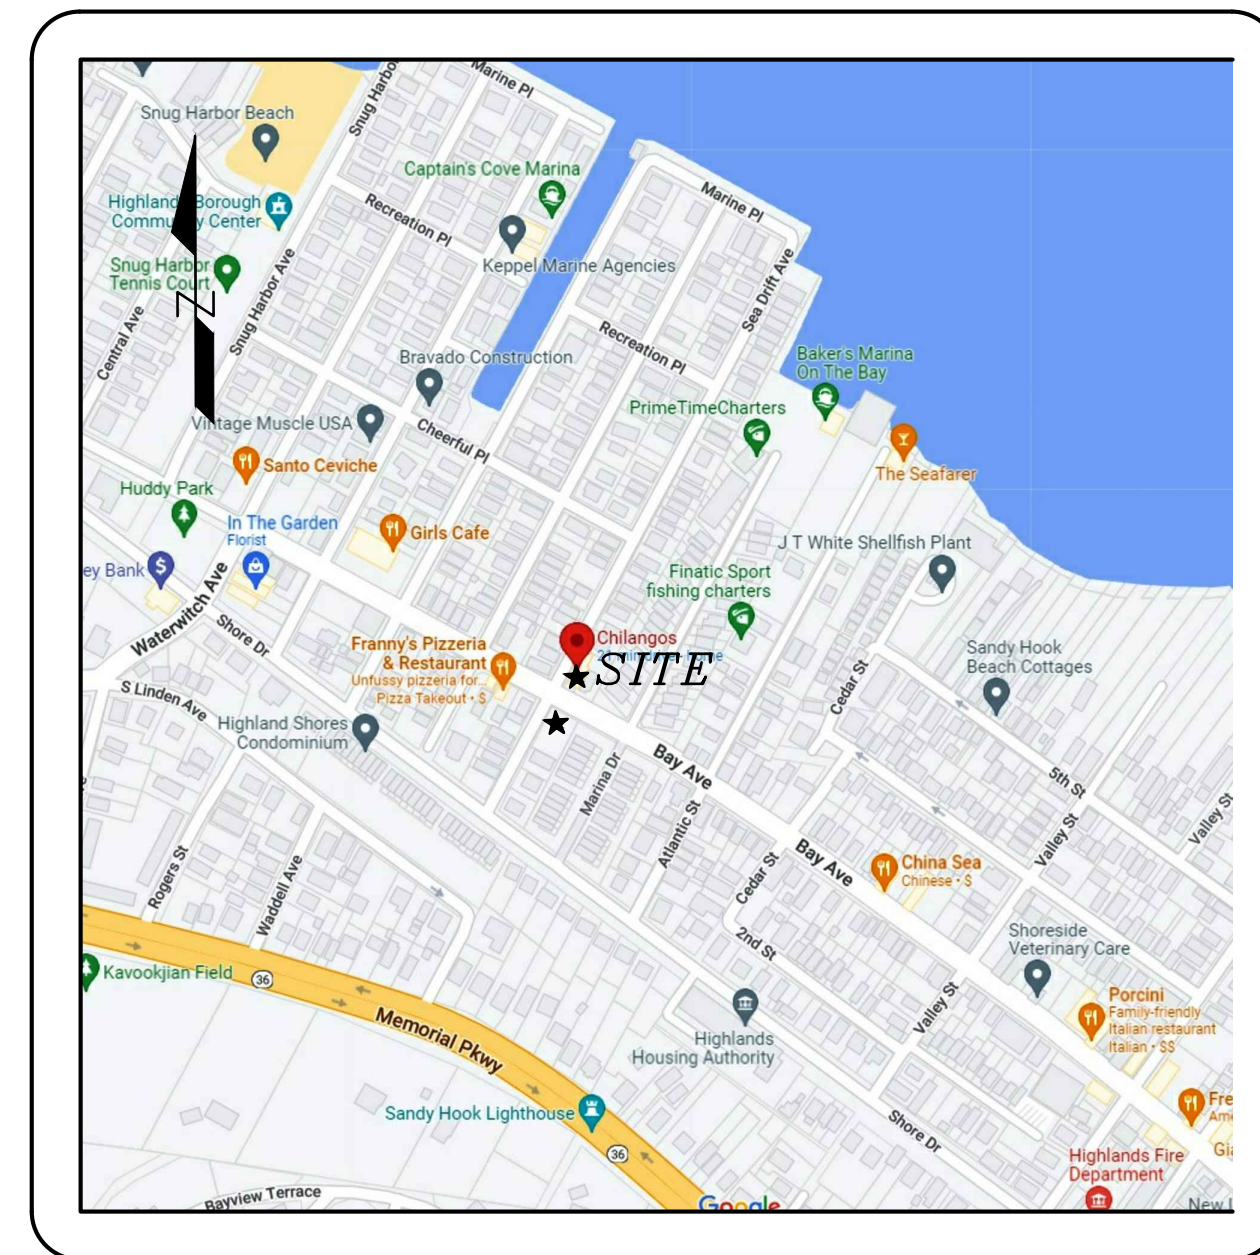 Marine Pl
Snug Harbor Beach
Captain's Cove Marina
Marine Pl
Recreation Pl
Keppel Marine Agencies
Snug Harbor
Tennis Court
Snug Harbor Ave
Sea Drift Ave
Central Ave
Recreation Pl
Bravado Construction
Baker's Marina
On The Bay
PrimeTimeCharters
Vintage Muscle USA
Cheerful Pl
The Seafarer
Santo Ceviche
Huddy Park
In The Garden
Florist
Girls Cafe
J T White Shellfish Plant
ey Bank
Finatic Sport
fishing charters
Waterwitch Ave
Shore Dr
Chilangos
SITE
Franny's Pizzeria
& Restaurant
Unfussy pizzeria for...
Pizza Takeout • $
Sandy Hook
Beach Cottages
Cedar St
S Linden Ave
Highland Shores
Condominium
Bay Ave
Marina Dr
5th St
Atlantic St
Valley St
Valley St
Bay Ave
China Sea
Chinese • $
Cedar St
Rogers St
Waddell Ave
2nd St
Shoreside
Veterinary Care
Kavookjian Field
36
Valley St
Porcini
Family-friendly
Italian restaurant
Italian • $$
Memorial Pkwy
Highlands
Housing Authority
Sandy Hook Lighthouse
36
Shore Dr
Fre
Highlands Fire
Department
Bayview Terrace
Google
New
N